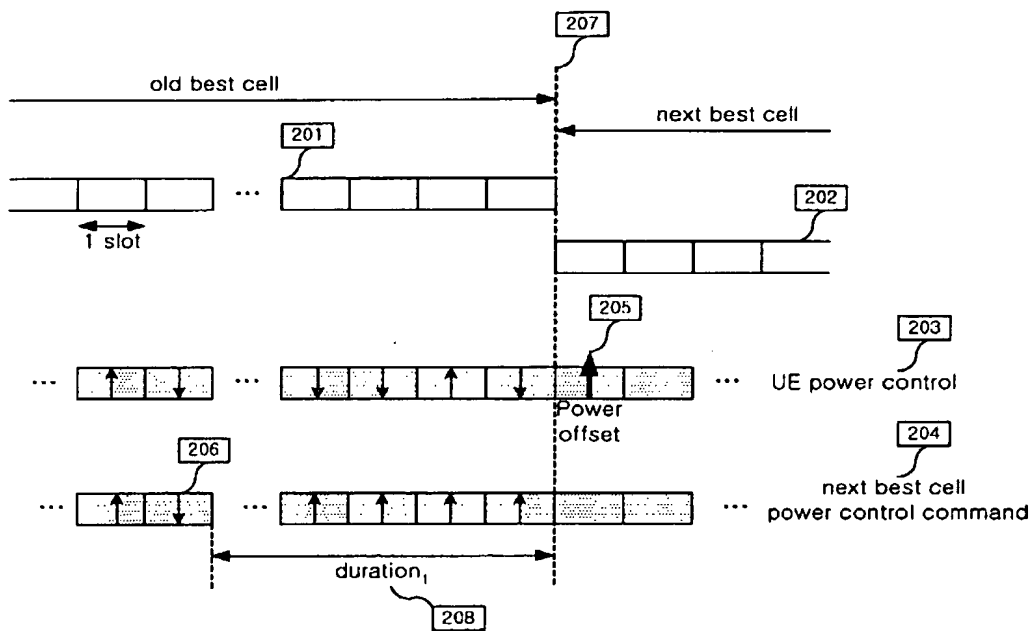 207
old best cell
next best cell
201
...
1 slot
202
205
203
... ... ... UE power control
Power
offset
204
206
next best cell
... ... ... power control command
duration₁
208